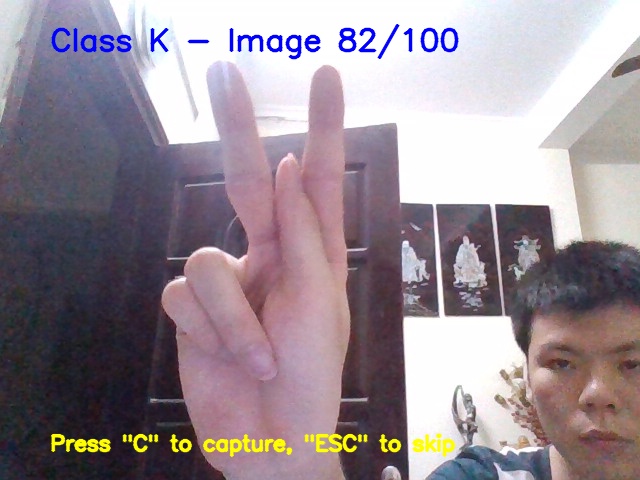 Class K - Image 82/100
Press "C" to capture, "ESC" to skip